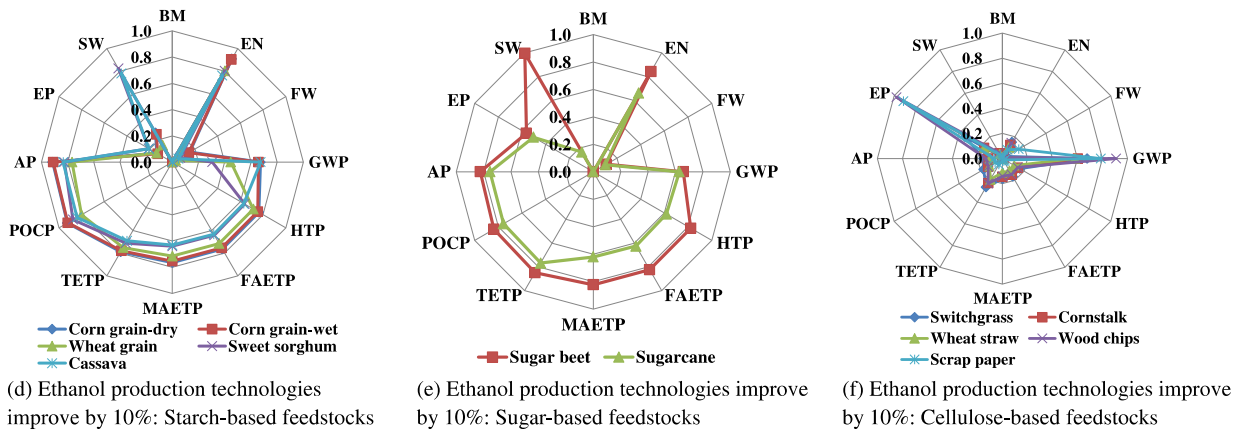 BM
1.0
EN
0.8
0.6
0.4
0.2
0.0
SW
FW
EP
GWP
AP
HTP
POCP
FAETP
TETP
MAETP
Corn grain-dry
Corn grain-wet
Wheat grain
Sweet sorghum
Cassava
(d) Ethanol production technologies
improve by 10%: Starch-based feedstocks
BM
1.0
EN
0.8
0.6
0.4
0.2
0.0
SW
FW
EP
GWP
AP
HTP
POCP
FAETP
TETP
MAETP
Sugar beet
Sugarcane
(e) Ethanol production technologies improve
by 10%: Sugar-based feedstocks
BM
1.0
EN
0.8
0.6
0.4
0.2
0.0
SW
FW
EP
GWP
AP
HTP
POCP
FAETP
TETP
MAETP
Switchgrass
Cornstalk
Wheat straw
Wood chips
Scrap paper
(f) Ethanol production technologies improve
by 10%: Cellulose-based feedstocks